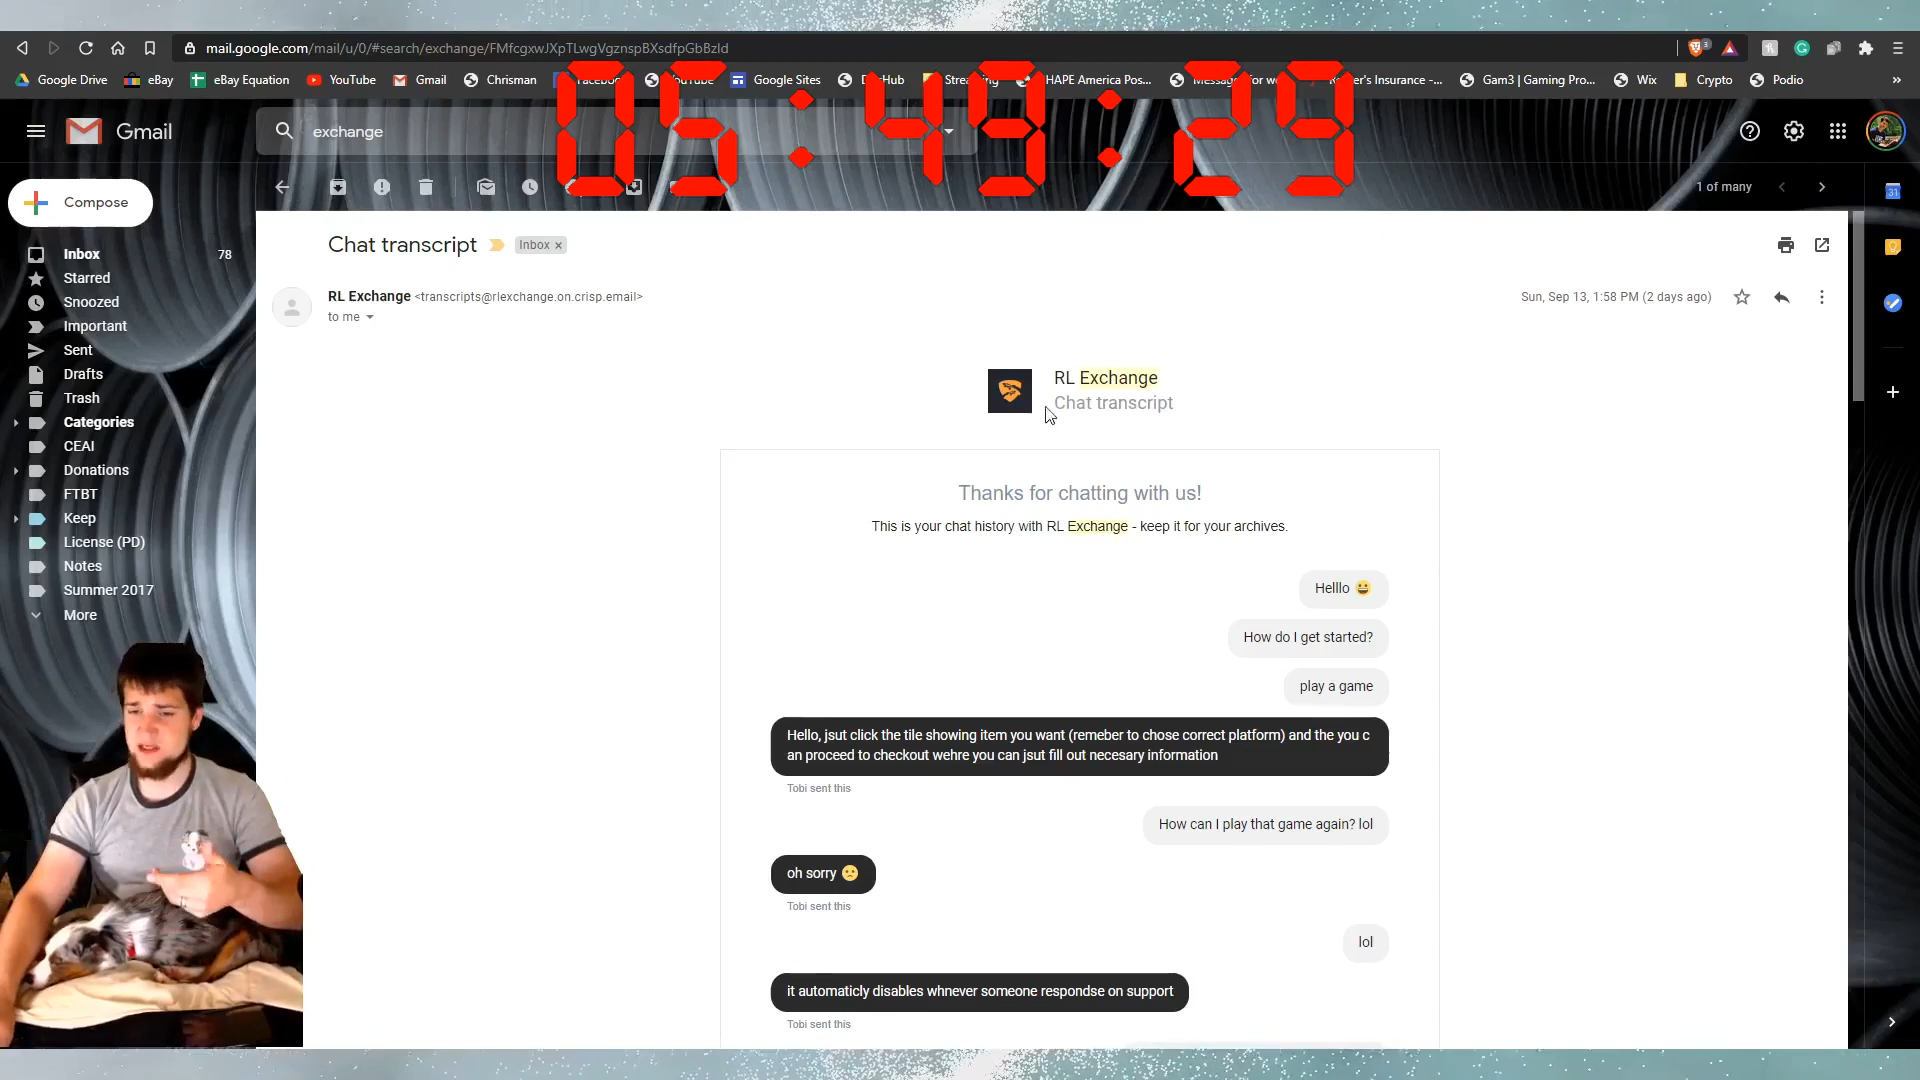 mail.google.com/mail/u/0/#search/exchange/FMfcgxwJXpTLwgVgznspBXsdfpGbBzld
3
Google Drive eBay eBay Equation YouTube Gmail Chrisman Google Sites Gam3 | Gaming Pro... Wix Crypto Podio »
05:49:29
Gmail
exchange
1 of many
Compose
Inbox 78
Starred
Snoozed
Important
Sent
Drafts
Trash
Categories
CEAI
Donations
FTBT
Keep
License (PD)
Notes
Summer 2017
More
Chat transcript Inbox ×
RL Exchange <transcripts@rlexchange.on.crisp.email>
Sun, Sep 13, 1:58 PM (2 days ago)
to me
RL Exchange
Chat transcript
Thanks for chatting with us!
This is your chat history with RL Exchange - keep it for your archives.
Helllo 😀
How do I get started?
play a game
Hello, jsut click the tile showing item you want (remeber to chose correct platform) and the you c
an proceed to checkout wehre you can jsut fill out necesary information
Tobi sent this
How can I play that game again? lol
oh sorry 🙁
Tobi sent this
lol
it automaticly disables whnever someone respondse on support
Tobi sent this
31